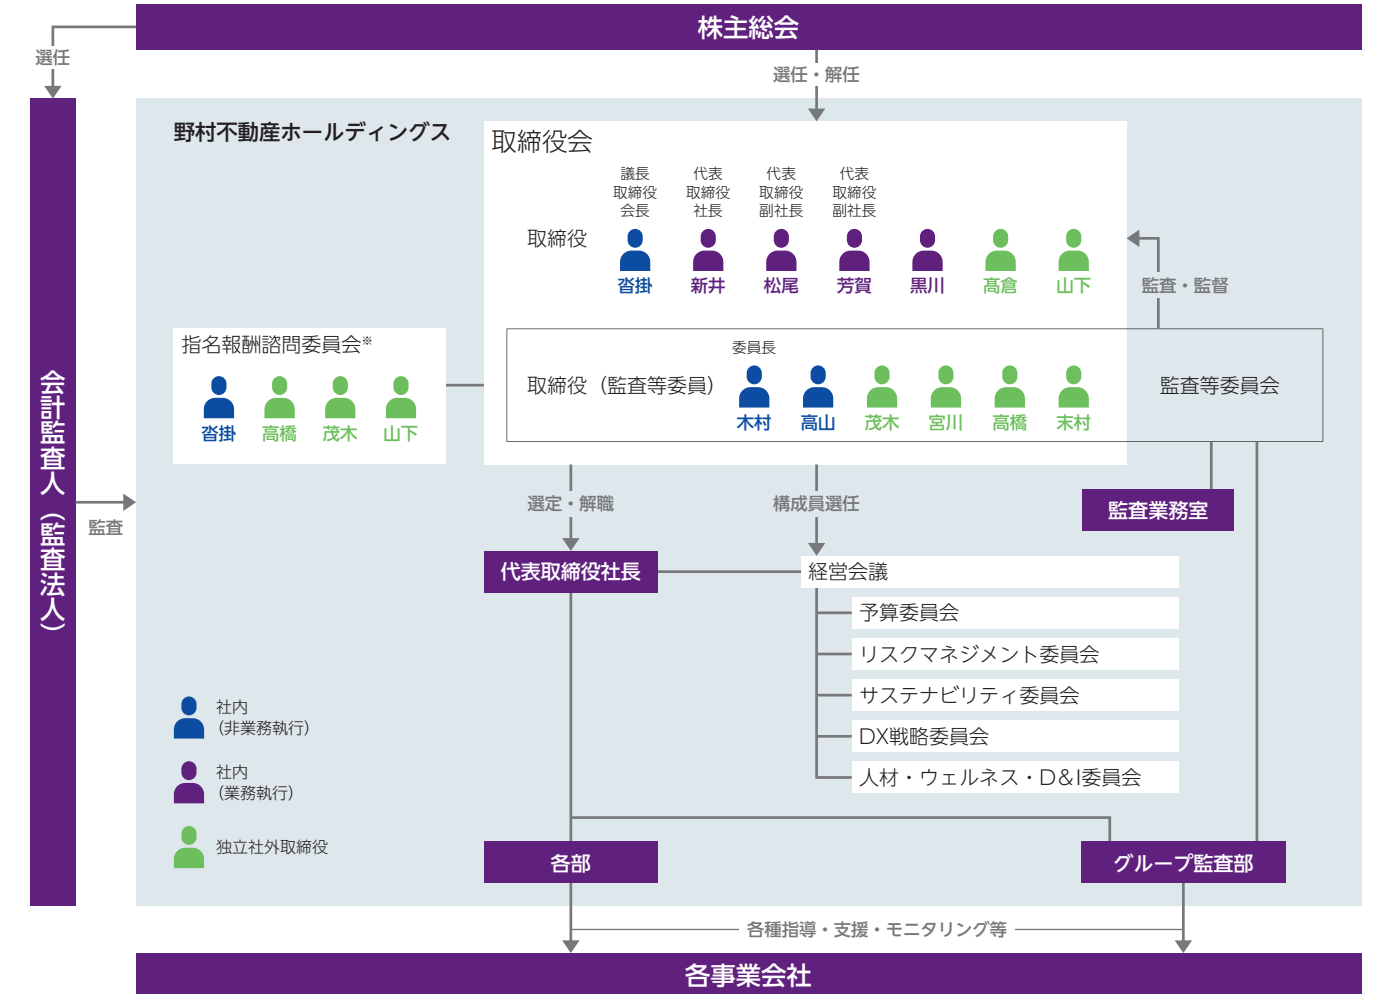 株主総会
選任
選任・解任
野村不動産ホールディングス
取締役会
議長
取締役
会長
代表
取締役
社長
代表
取締役
副社長
代表
取締役
副社長
取締役
沓掛
新井
松尾
芳賀
黒川
髙倉
山下
監査・監督
指名報酬諮問委員会※
沓掛
高橋
茂木
山下
委員長
取締役（監査等委員）
木村
高山
茂木
宮川
高橋
末村
監査等委員会
会計監査人（監査法人）
監査
選定・解職
構成員選任
監査業務室
代表取締役社長
経営会議
予算委員会
リスクマネジメント委員会
サステナビリティ委員会
DX戦略委員会
人材・ウェルネス・D＆I委員会
社内
（非業務執行）
社内
（業務執行）
独立社外取締役
各部
グループ監査部
各種指導・支援・モニタリング等
各事業会社